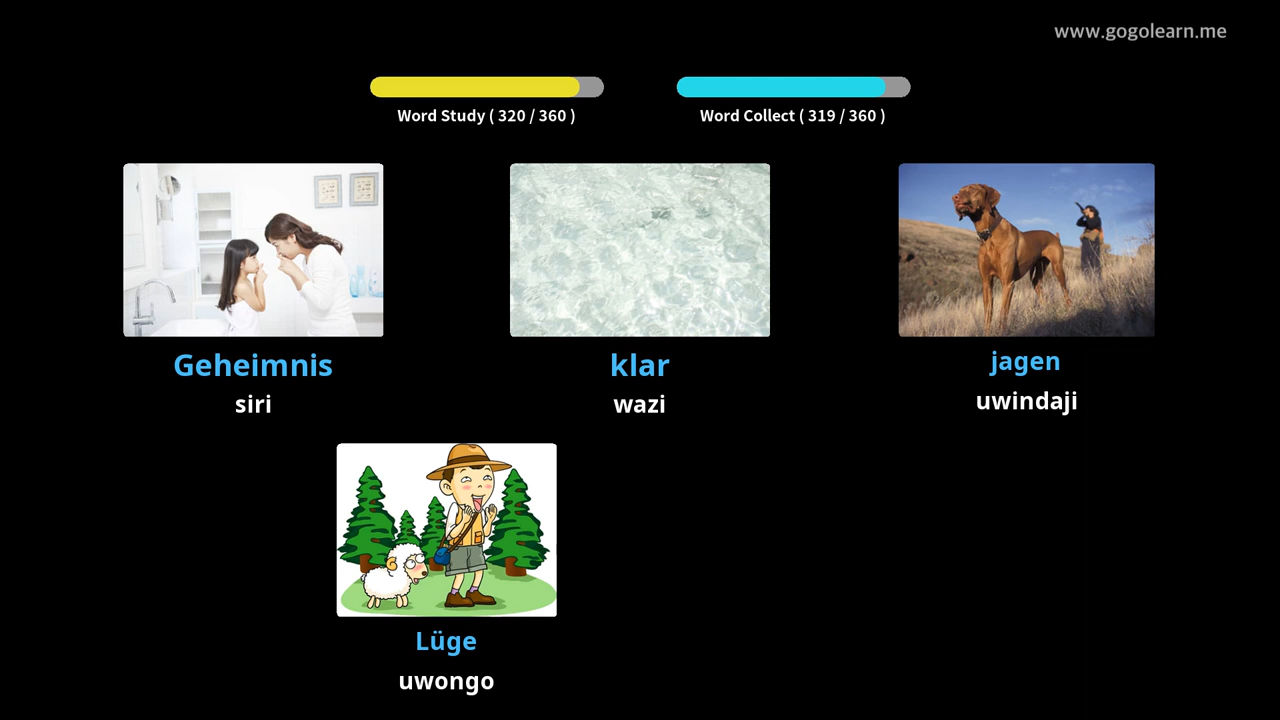 www.gogolearn.me
Word Study ( 320 / 360 )
Word Collect ( 319 / 360 )
Geheimnis
siri
klar
wazi
jagen
uwindaji
Lüge
uwongo